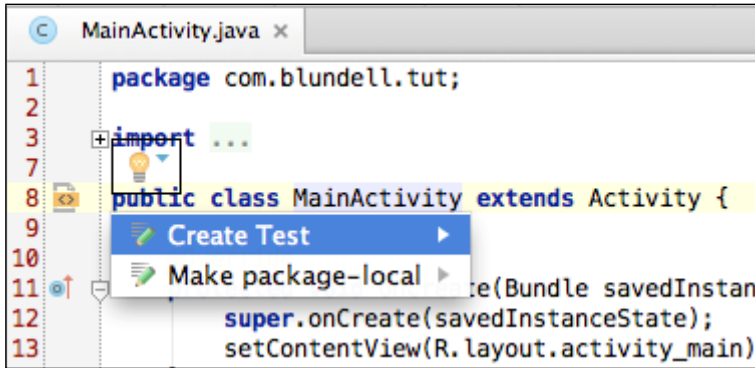 C MainActivity.java ×
1 package com.blundell.tut;
2
3 import ...
7
8 public class MainActivity extends Activity {
9 Create Test
10
11 Make package-local (Bundle savedInstan
12 super.onCreate(savedInstanceState);
13 setContentView(R.layout.activity_main)